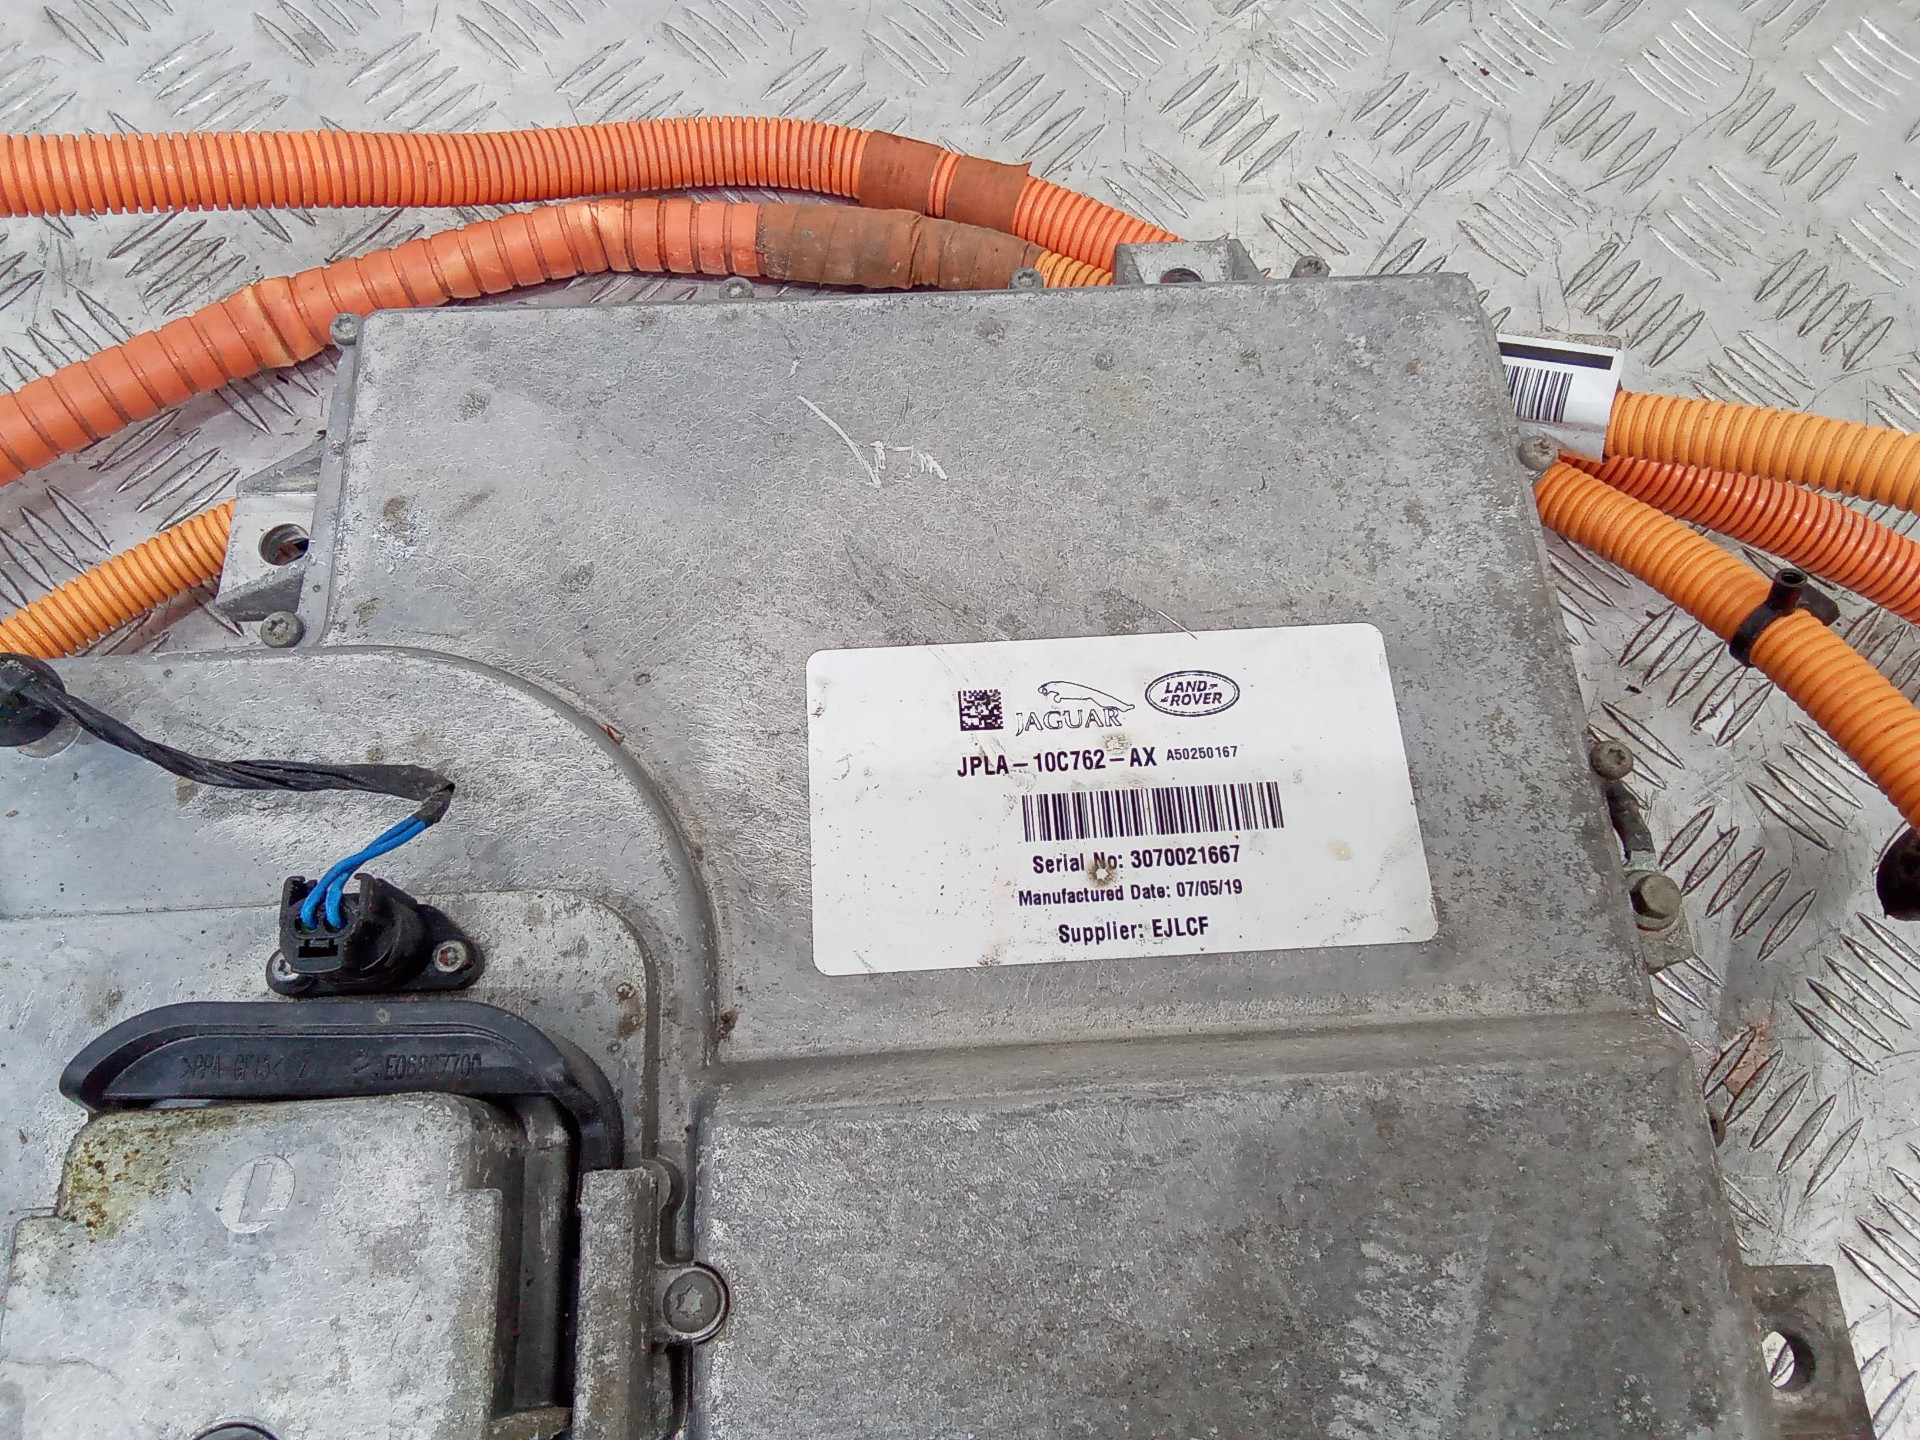 JAGUAR
LAND ROVER
JPLA-10C762-AX A50250167
Serial No: 3070021667
Manufactured Date: 07/05/19
Supplier: EJLCF